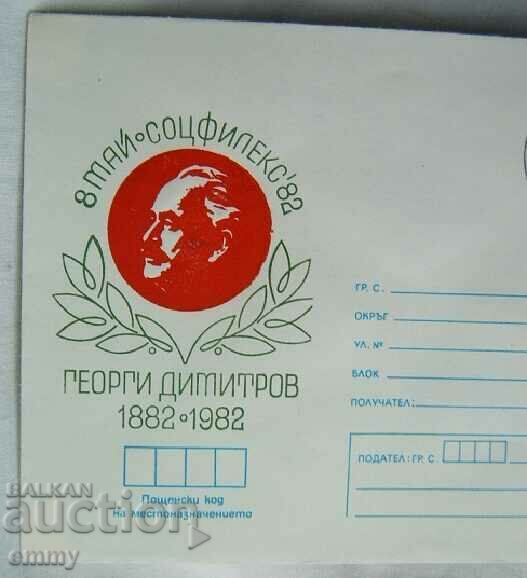 8 МАЙ • СОЦФИЛЕКС'82
ГЕОРГИ ДИМИТРОВ
1882 • 1982
Пощенски код
на местоназначението
ГР. С.
ОКРЪГ
УЛ. №
БЛОК
ПОЛУЧАТЕЛ:
ПОДАТЕЛ: ГР. С.
BALKAN
auction
emmy